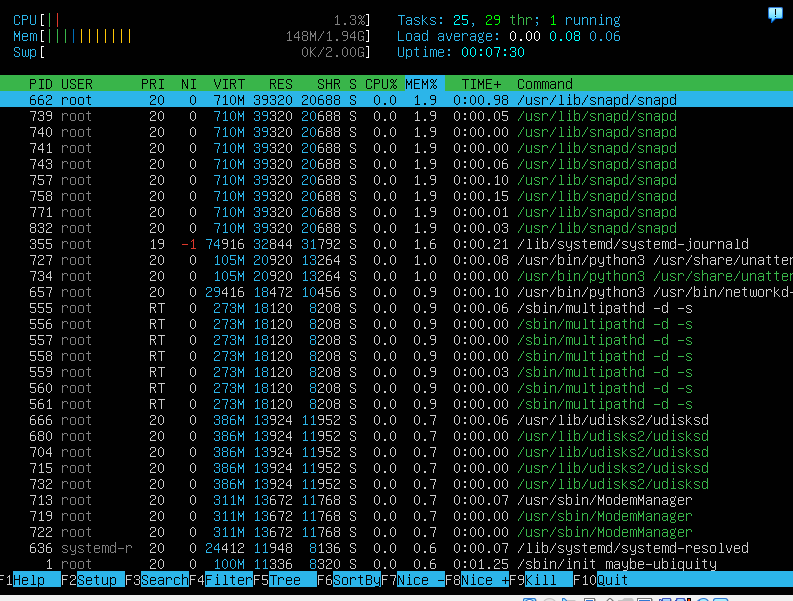 CPU[|| 1.3%] Tasks: 25, 29 thr; 1 running
Mem[||||||||||| 148M/1.94G] Load average: 0.00 0.08 0.06
Swp[ 0K/2.00G] Uptime: 00:07:30
PID USER PRI NI VIRT RES SHR S CPU% MEM% TIME+ Command
662 root 20 0 710M 39320 20688 S 0.0 1.9 0:00.98 /usr/lib/snapd/snapd
739 root 20 0 710M 39320 20688 S 0.0 1.9 0:00.05 /usr/lib/snapd/snapd
740 root 20 0 710M 39320 20688 S 0.0 1.9 0:00.00 /usr/lib/snapd/snapd
741 root 20 0 710M 39320 20688 S 0.0 1.9 0:00.00 /usr/lib/snapd/snapd
743 root 20 0 710M 39320 20688 S 0.0 1.9 0:00.06 /usr/lib/snapd/snapd
757 root 20 0 710M 39320 20688 S 0.0 1.9 0:00.10 /usr/lib/snapd/snapd
758 root 20 0 710M 39320 20688 S 0.0 1.9 0:00.15 /usr/lib/snapd/snapd
771 root 20 0 710M 39320 20688 S 0.0 1.9 0:00.01 /usr/lib/snapd/snapd
832 root 20 0 710M 39320 20688 S 0.0 1.9 0:00.03 /usr/lib/snapd/snapd
355 root 19 -1 74916 32844 31792 S 0.0 1.6 0:00.21 /lib/systemd/systemd-journald
727 root 20 0 105M 20920 13264 S 0.0 1.0 0:00.08 /usr/bin/python3 /usr/share/unatter
734 root 20 0 105M 20920 13264 S 0.0 1.0 0:00.00 /usr/bin/python3 /usr/share/unatter
657 root 20 0 29416 18472 10456 S 0.0 0.9 0:00.10 /usr/bin/python3 /usr/bin/networkd-
555 root RT 0 273M 18120 8208 S 0.0 0.9 0:00.06 /sbin/multipathd -d -s
556 root RT 0 273M 18120 8208 S 0.0 0.9 0:00.00 /sbin/multipathd -d -s
557 root RT 0 273M 18120 8208 S 0.0 0.9 0:00.00 /sbin/multipathd -d -s
558 root RT 0 273M 18120 8208 S 0.0 0.9 0:00.00 /sbin/multipathd -d -s
559 root RT 0 273M 18120 8208 S 0.0 0.9 0:00.03 /sbin/multipathd -d -s
560 root RT 0 273M 18120 8208 S 0.0 0.9 0:00.00 /sbin/multipathd -d -s
561 root RT 0 273M 18120 8208 S 0.0 0.9 0:00.00 /sbin/multipathd -d -s
666 root 20 0 386M 13924 11952 S 0.0 0.7 0:00.06 /usr/lib/udisks2/udisksd
680 root 20 0 386M 13924 11952 S 0.0 0.7 0:00.00 /usr/lib/udisks2/udisksd
704 root 20 0 386M 13924 11952 S 0.0 0.7 0:00.00 /usr/lib/udisks2/udisksd
715 root 20 0 386M 13924 11952 S 0.0 0.7 0:00.00 /usr/lib/udisks2/udisksd
732 root 20 0 386M 13924 11952 S 0.0 0.7 0:00.00 /usr/lib/udisks2/udisksd
713 root 20 0 311M 13672 11768 S 0.0 0.7 0:00.07 /usr/sbin/ModemManager
719 root 20 0 311M 13672 11768 S 0.0 0.7 0:00.00 /usr/sbin/ModemManager
722 root 20 0 311M 13672 11768 S 0.0 0.7 0:00.00 /usr/sbin/ModemManager
636 systemd-r 20 0 24412 11948 8136 S 0.0 0.6 0:00.07 /lib/systemd/systemd-resolved
1 root 20 0 100M 11336 8320 S 0.0 0.6 0:01.25 /sbin/init maybe-ubiquity
F1Help F2Setup F3SearchF4FilterF5Tree F6SortByF7Nice -F8Nice +F9Kill F10Quit